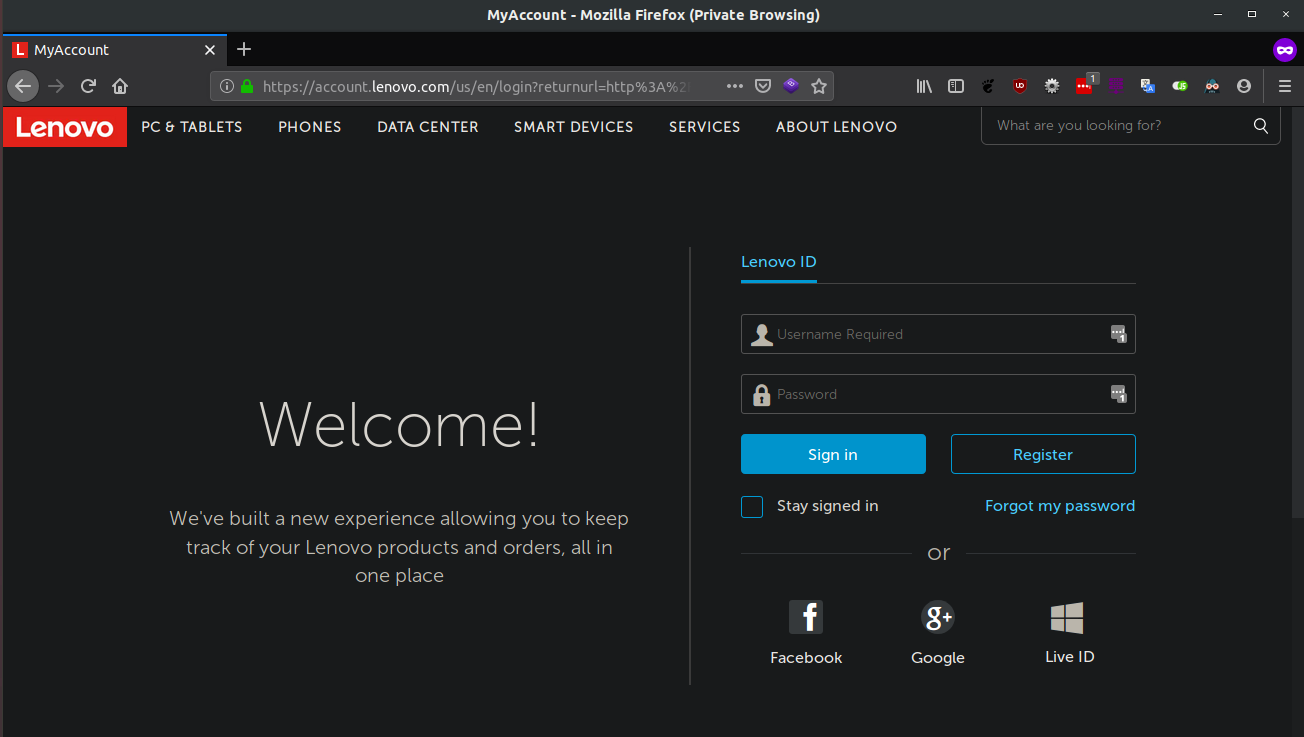 MyAccount - Mozilla Firefox (Private Browsing)
L MyAccount
https://account.lenovo.com/us/en/login?returnurl=http%3A%2
1
Lenovo
PC & TABLETS
PHONES
DATA CENTER
SMART DEVICES
SERVICES
ABOUT LENOVO
What are you looking for?
Welcome!
We've built a new experience allowing you to keep
track of your Lenovo products and orders, all in
one place
Lenovo ID
Username Required
1
Password
1
Sign in
Register
Stay signed in
Forgot my password
or
f
g+
Facebook
Google
Live ID